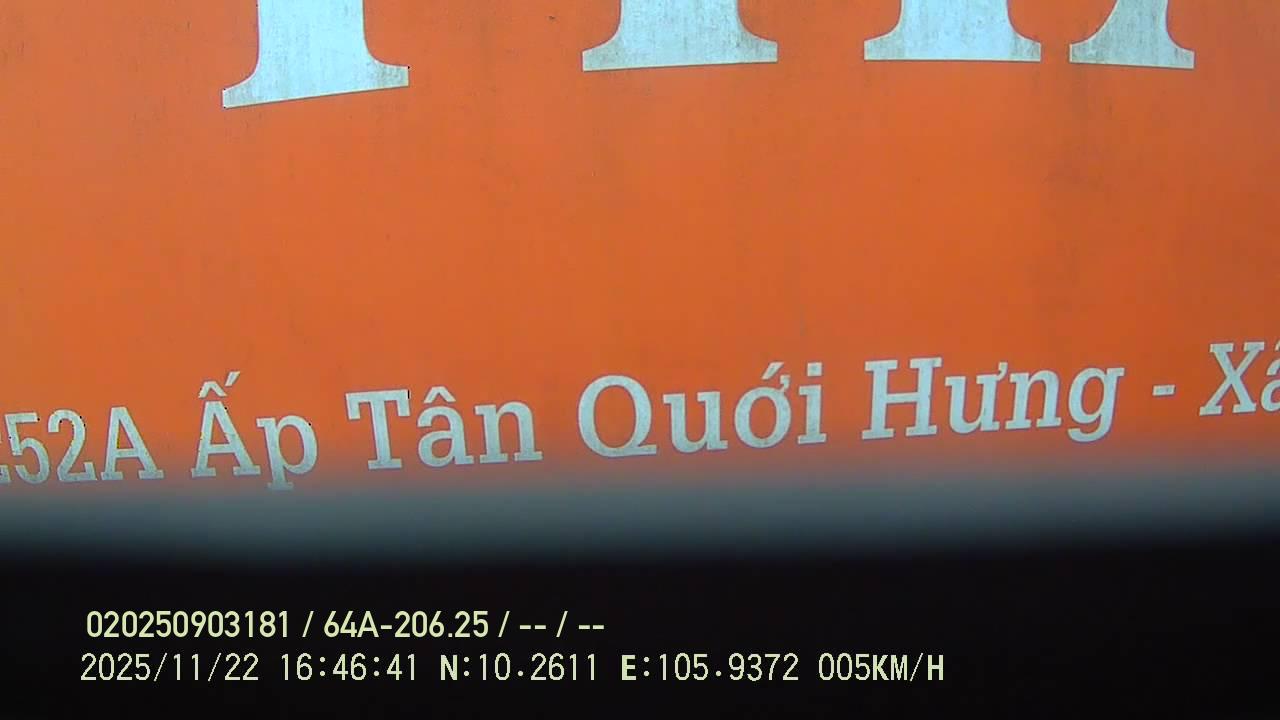 52A Ấp Tân Quới Hưng - Xã
020250903181 / 64A-206.25 / -- / --
2025/11/22 16:46:41 N:10.2611 E:105.9372 005KM/H